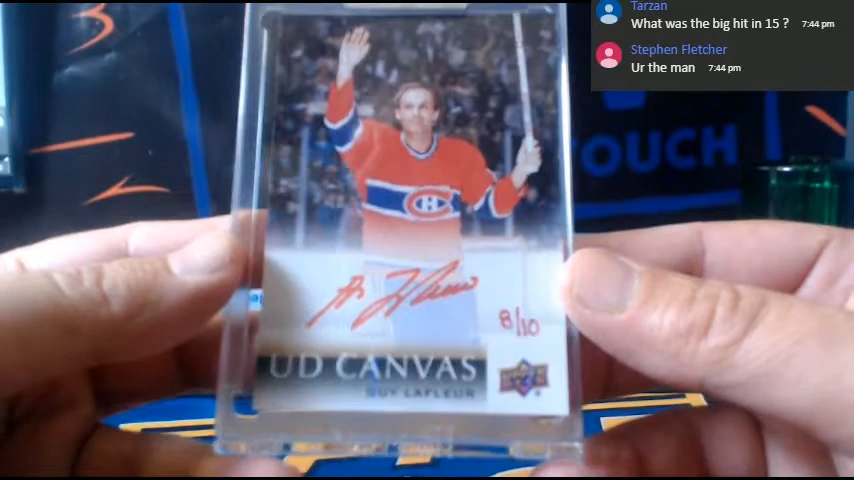 Tarzan
What was the big hit in 15 ? 7:44 pm
Stephen Fletcher
Ur the man 7:44 pm
OUCH
8/10
UD CANVAS
GUY LAFLEUR